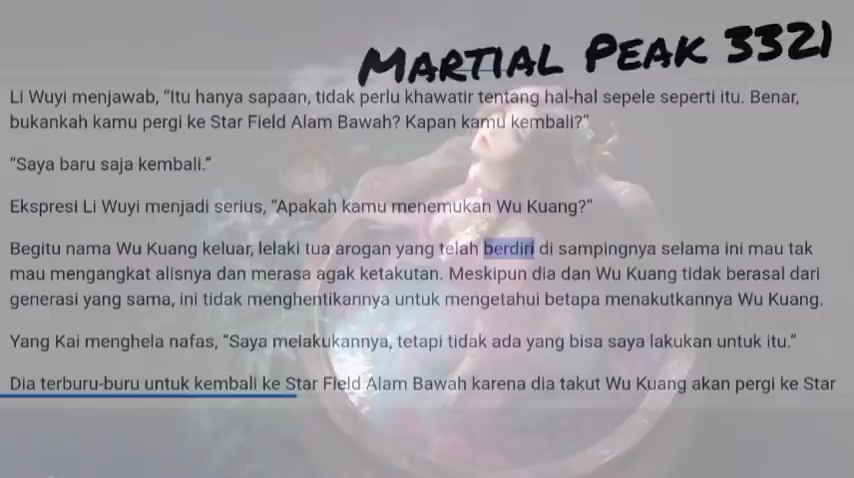 MARTIAL PEAK 3321
Li Wuyi menjawab, “Itu hanya sapaan, tidak perlu khawatir tentang hal-hal sepele seperti itu. Benar,
bukankah kamu pergi ke Star Field Alam Bawah? Kapan kamu kembali?”
“Saya baru saja kembali.”
Ekspresi Li Wuyi menjadi serius, “Apakah kamu menemukan Wu Kuang?”
Begitu nama Wu Kuang keluar, lelaki tua arogan yang telah berdiri di sampingnya selama ini mau tak
mau mengangkat alisnya dan merasa agak ketakutan. Meskipun dia dan Wu Kuang tidak berasal dari
generasi yang sama, ini tidak menghentikannya untuk mengetahui betapa menakutkannya Wu Kuang.
Yang Kai menghela nafas, “Saya melakukannya, tetapi tidak ada yang bisa saya lakukan untuk itu.”
Dia terburu-buru untuk kembali ke Star Field Alam Bawah karena dia takut Wu Kuang akan pergi ke Star